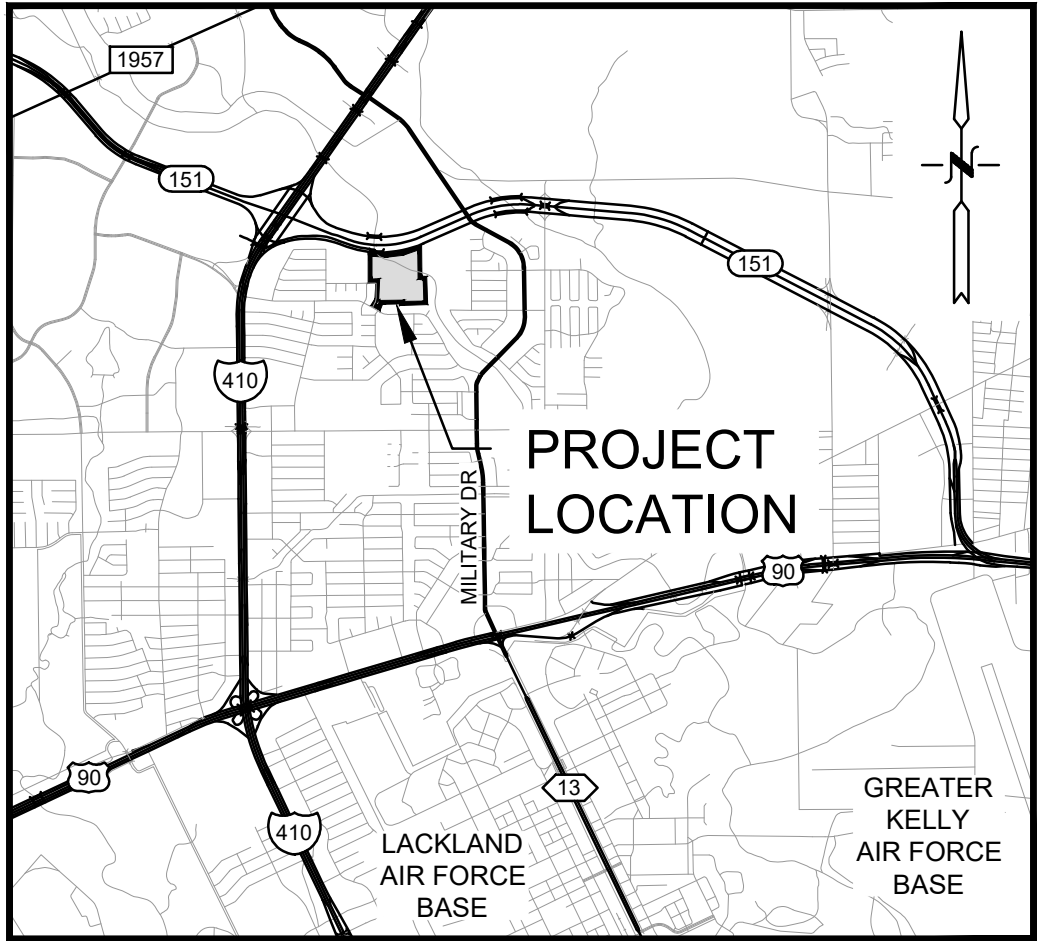 1957
N
151
151
410
PROJECT
LOCATION
MILITARY DR
90
90
13
410
GREATER
KELLY
AIR FORCE
BASE
LACKLAND
AIR FORCE
BASE